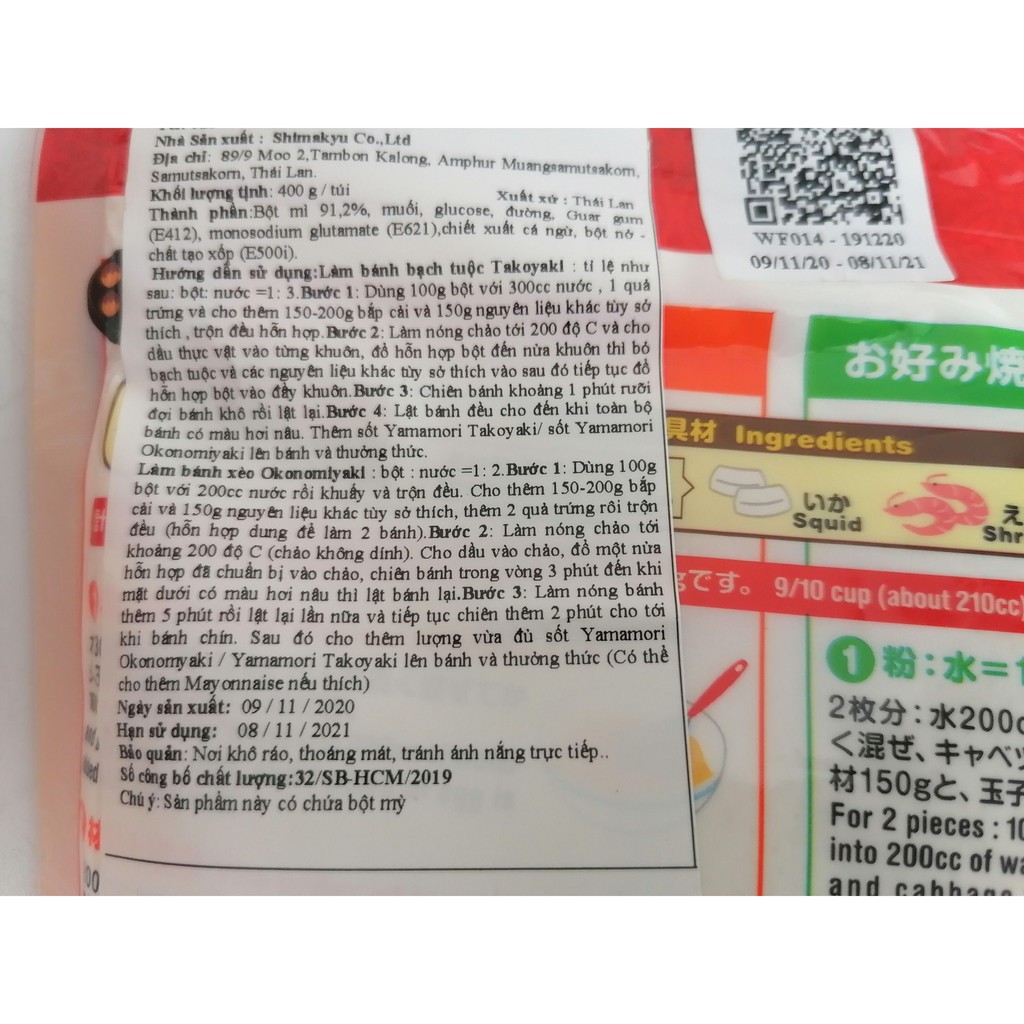 Nhà Sản xuất : Shimakyu Co.,Ltd
Địa chỉ: 89/9 Moo 2,Tambon Kalong, Amphur Muangsamutsakorn,
Samutsakorn, Thái Lan.
Khối lượng tịnh: 400 g / túi
Xuất xứ : Thái Lan
Thành phần:Bột mì 91,2%, muối, glucose, đường, Guar gum
(E412), monosodium glutamate (E621),chiết xuất cá ngừ, bột nở -
chất tạo xốp (E500i).
Hướng dẫn sử dụng:Làm bánh bạch tuộc Takoyaki : tỉ lệ như
sau: bột: nước =1: 3.Bước 1: Dùng 100g bột với 300cc nước , 1 quả
trứng và cho thêm 150-200g bắp cải và 150g nguyên liệu khác tùy sở
thích , trộn đều hỗn hợp.Bước 2: Làm nóng chảo tới 200 độ C và cho
dầu thực vật vào từng khuôn, đổ hỗn hợp bột đến nửa khuôn thì bỏ
bạch tuộc và các nguyên liệu khác tùy sở thích vào sau đó tiếp tục đổ
hỗn hợp bột vào đầy khuôn.Bước 3: Chiên bánh khoảng 1 phút rưỡi
đợi bánh khô rồi lật lại.Bước 4: Lật bánh đều cho đến khi toàn bộ
bánh có màu hơi nâu. Thêm sốt Yamamori Takoyaki/ sốt Yamamori
Okonomiyaki lên bánh và thưởng thức.
Làm bánh xèo Okonomiyaki : bột : nước =1: 2.Bước 1: Dùng 100g
bột với 200cc nước rồi khuấy và trộn đều. Cho thêm 150-200g bắp
cải và 150g nguyên liệu khác tùy sở thích, thêm 2 quả trứng rôi trộn
đều (hỗn hợp dung để làm 2 bánh).Bước 2: Làm nóng chảo tới
khoảng 200 độ C (chảo không dính). Cho dầu vào chảo, đổ một nửa
hỗn hợp đã chuẩn bị vào chảo, chiên bánh trong vòng 3 phút đến khi
mặt dưới có màu hơi nâu thì lật bánh lại.Bước 3: Làm nóng bánh
thêm 5 phút rồi lật lại lần nữa và tiếp tục chiên thêm 2 phut cho tới
khi bánh chín. Sau đó cho thêm lượng vừa đủ sốt Yamamori
Okonomyaki / Yamamori Takoyaki lên bánh và thưởng thức (Có thể
cho thêm Mayonnaise nếu thích)
Ngày sản xuất: 09 / 11 / 2020
Hạn sử dụng: 08 / 11 / 2021
Bảo quản: Nơi khô ráo, thoáng mát, tránh ánh nắng trực tiếp..
Số công bố chất lượng:32/SB-HCM/2019
Chú ý: Sản phẩm này có chứa bột mỳ
WF014 - 191220
09/11/20 - 08/11/21
お好み焼
具材 Ingredients
いか
Squid
え
Shr
です。 9/10 cup (about 210cc)
1 粉:水=1
2枚分:水200c
く混ぜ、キャベツ
材150gと、玉子
For 2 pieces : 10
into 200cc of wa
and cabbage